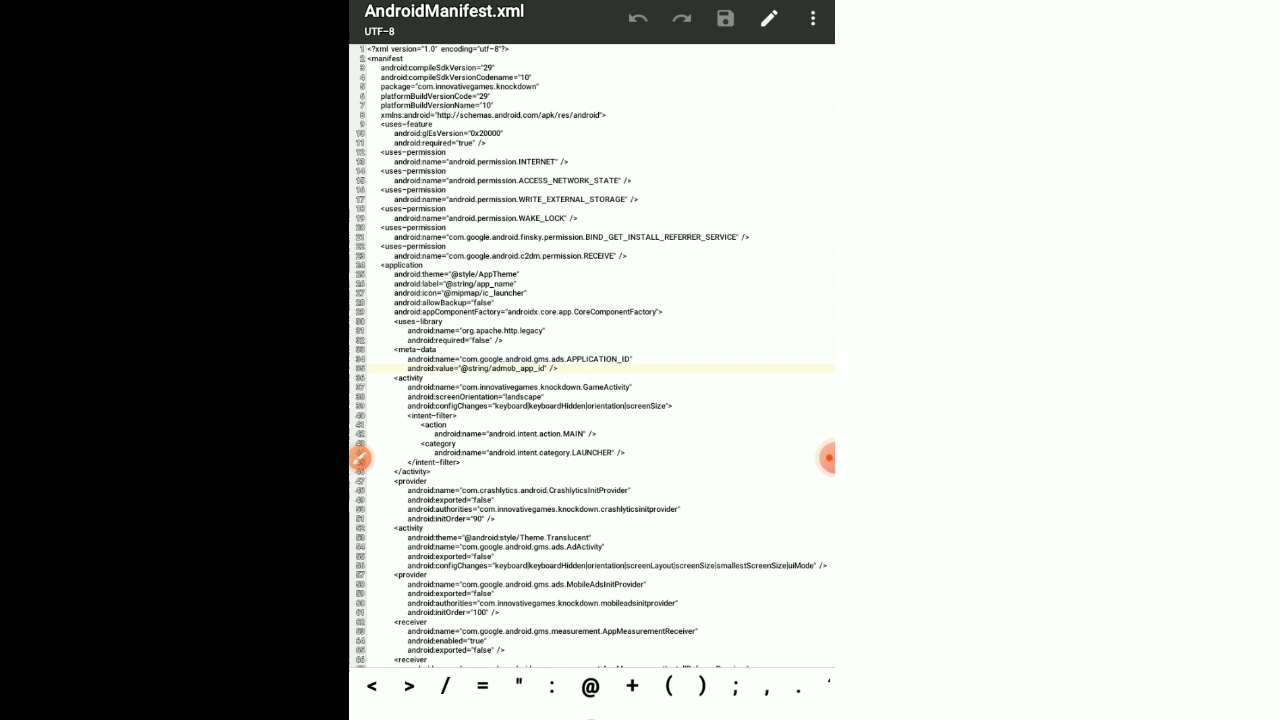 AndroidManifest.xml
UTF-8
1 <?xml version="1.0" encoding="utf-8"?>
2 <manifest
3 android:compileSdkVersion="29"
4 android:compileSdkVersionCodename="10"
5 package="com.innovativegames.knockdown"
6 platformBuildVersionCode="29"
7 platformBuildVersionName="10"
8 xmlns:android="http://schemas.android.com/apk/res/android">
9 <uses-feature
10 android:glEsVersion="0x20000"
11 android:required="true" />
12 <uses-permission
13 android:name="android.permission.INTERNET" />
14 <uses-permission
15 android:name="android.permission.ACCESS_NETWORK_STATE" />
16 <uses-permission
17 android:name="android.permission.WRITE_EXTERNAL_STORAGE" />
18 <uses-permission
19 android:name="android.permission.WAKE_LOCK" />
20 <uses-permission
21 android:name="com.google.android.finsky.permission.BIND_GET_INSTALL_REFERRER_SERVICE" />
22 <uses-permission
23 android:name="com.google.android.c2dm.permission.RECEIVE" />
24 <application
25 android:theme="@style/AppTheme"
26 android:label="@string/app_name"
27 android:icon="@mipmap/ic_launcher"
28 android:allowBackup="false"
29 android:appComponentFactory="androidx.core.app.CoreComponentFactory">
30 <uses-library
31 android:name="org.apache.http.legacy"
32 android:required="false" />
33 <meta-data
34 android:name="com.google.android.gms.ads.APPLICATION_ID"
35 android:value="@string/admob_app_id" />
36 <activity
37 android:name="com.innovativegames.knockdown.GameActivity"
38 android:screenOrientation="landscape"
39 android:configChanges="keyboard|keyboardHidden|orientation|screenSize">
40 <intent-filter>
41 <action
42 android:name="android.intent.action.MAIN" />
43 <category
android:name="android.intent.category.LAUNCHER" />
</intent-filter>
46 </activity>
47 <provider
48 android:name="com.crashlytics.android.CrashlyticsInitProvider"
49 android:exported="false"
50 android:authorities="com.innovativegames.knockdown.crashlyticsinitprovider"
51 android:initOrder="90" />
52 <activity
53 android:theme="@android:style/Theme.Translucent"
54 android:name="com.google.android.gms.ads.AdActivity"
55 android:exported="false"
56 android:configChanges="keyboard|keyboardHidden|orientation|screenLayout|screenSize|smallestScreenSize|uiMode" />
57 <provider
58 android:name="com.google.android.gms.ads.MobileAdsInitProvider"
59 android:exported="false"
60 android:authorities="com.innovativegames.knockdown.mobileadsinitprovider"
61 android:initOrder="100" />
62 <receiver
63 android:name="com.google.android.gms.measurement.AppMeasurementReceiver"
64 android:enabled="true"
65 android:exported="false" />
66 <receiver
< > / = " : @ + ( ) ; , .